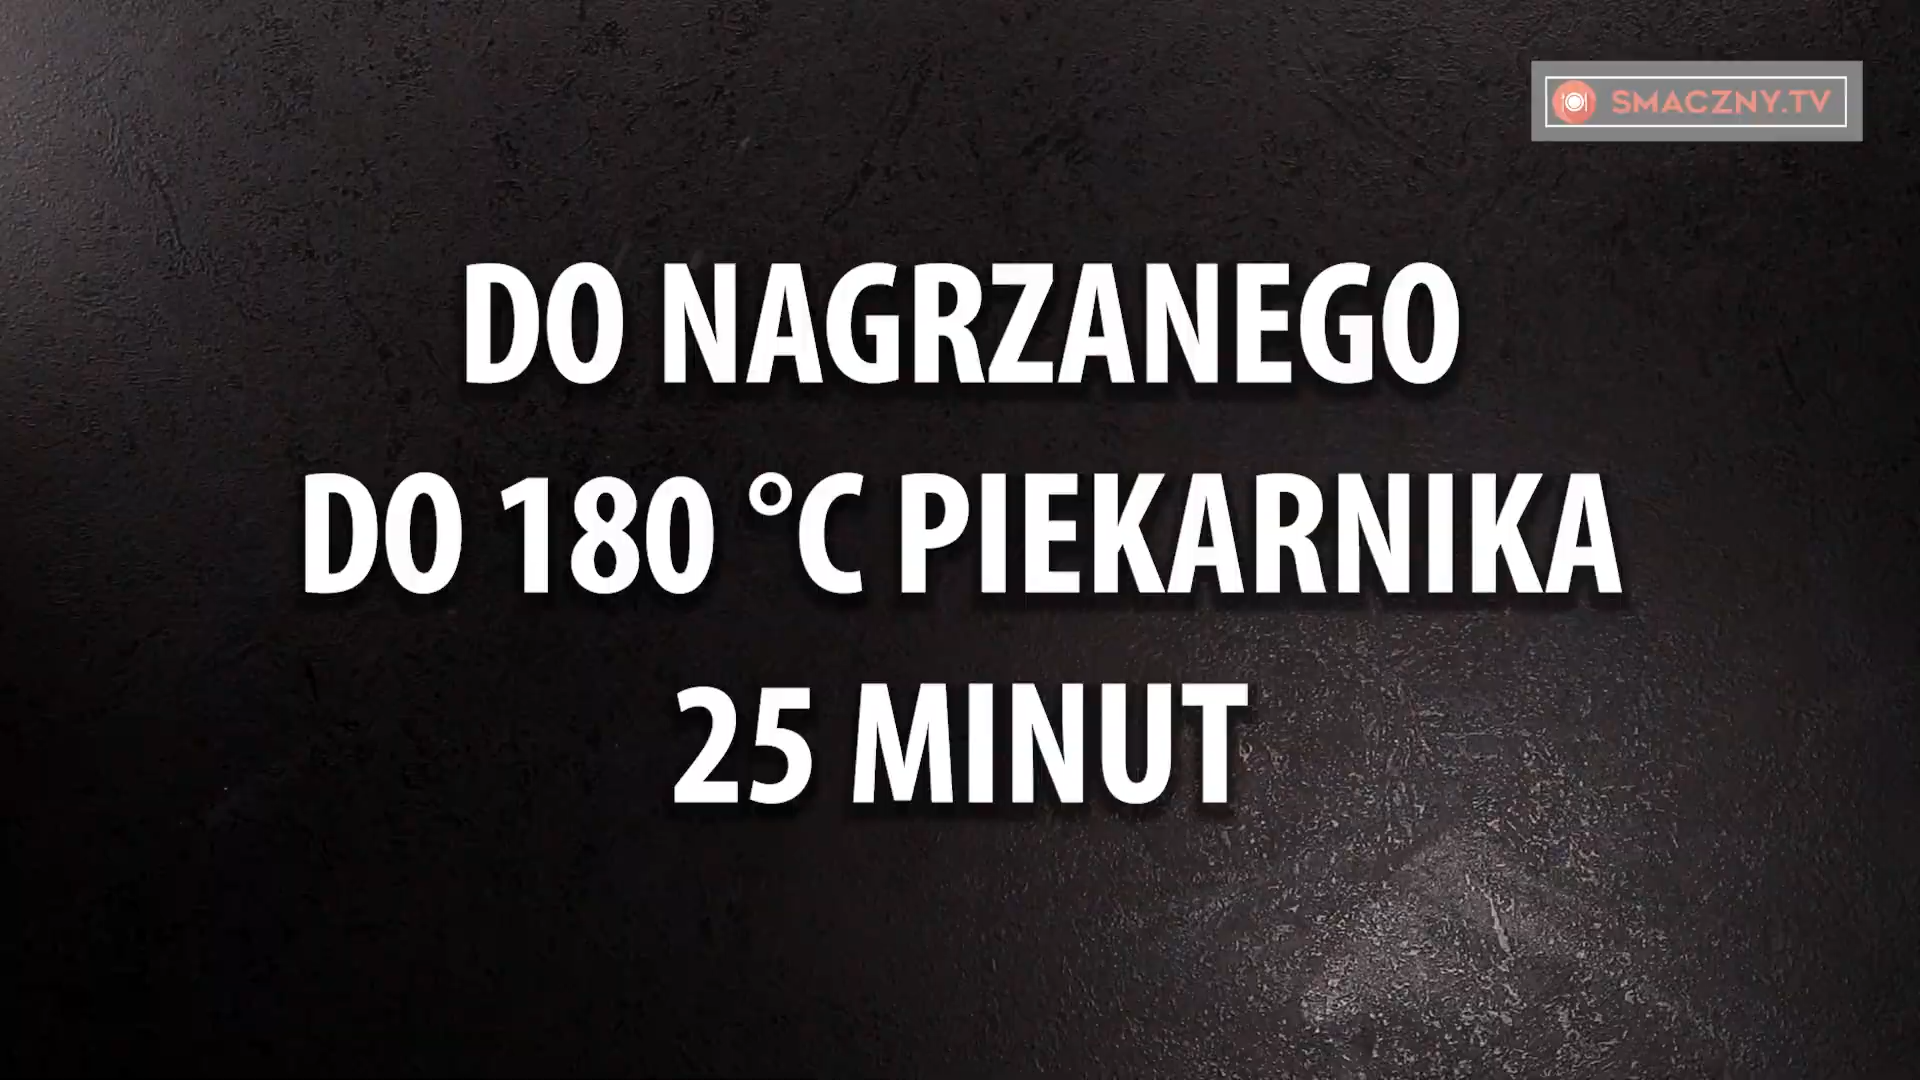 SMACZNY.TV
DO NAGRZANEGO
DO 180 °C PIEKARNIKA
25 MINUT